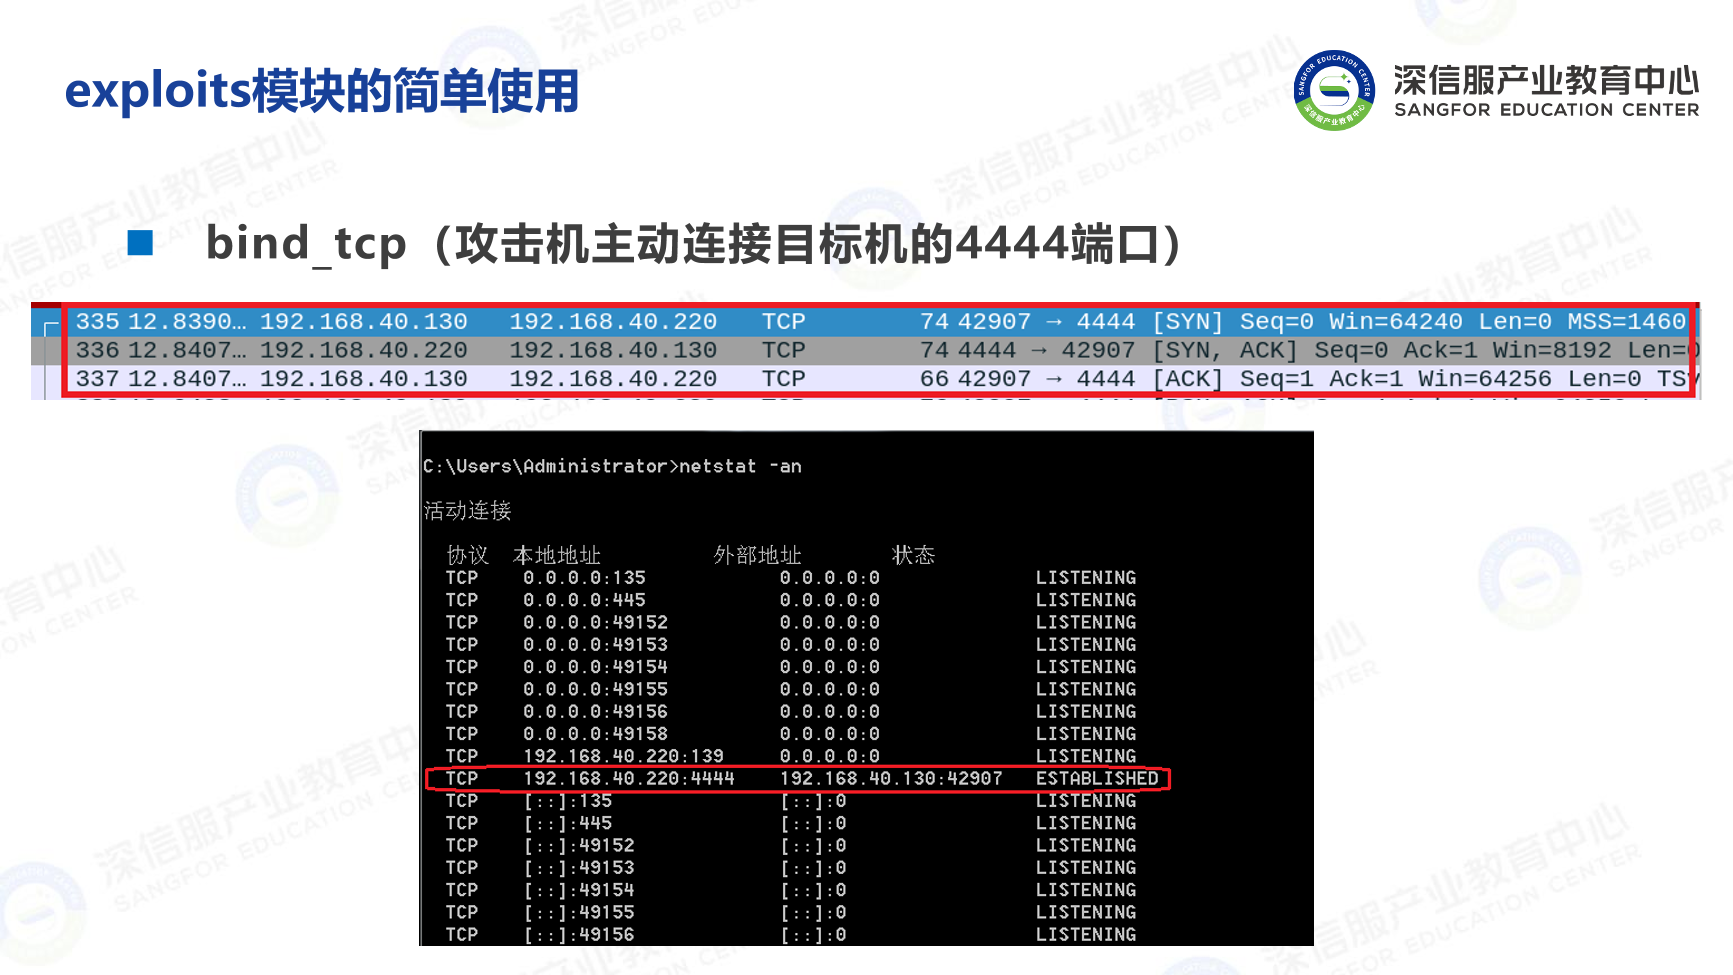 exploits模块的简单使用
深信服产业教育中心
SANGFOR EDUCATION CENTER
bind_tcp（攻击机主动连接目标机的4444端口）
335 12.8390… 192.168.40.130 192.168.40.220 TCP 74 42907 → 4444 [SYN] Seq=0 Win=64240 Len=0 MSS=1460
336 12.8407… 192.168.40.220 192.168.40.130 TCP 74 4444 → 42907 [SYN, ACK] Seq=0 Ack=1 Win=8192 Len=0
337 12.8407… 192.168.40.130 192.168.40.220 TCP 66 42907 → 4444 [ACK] Seq=1 Ack=1 Win=64256 Len=0 TSv
C:\Users\Administrator>netstat -an
活动连接
协议 本地地址 外部地址 状态
TCP 0.0.0.0:135 0.0.0.0:0 LISTENING
TCP 0.0.0.0:445 0.0.0.0:0 LISTENING
TCP 0.0.0.0:49152 0.0.0.0:0 LISTENING
TCP 0.0.0.0:49153 0.0.0.0:0 LISTENING
TCP 0.0.0.0:49154 0.0.0.0:0 LISTENING
TCP 0.0.0.0:49155 0.0.0.0:0 LISTENING
TCP 0.0.0.0:49156 0.0.0.0:0 LISTENING
TCP 0.0.0.0:49158 0.0.0.0:0 LISTENING
TCP 192.168.40.220:139 0.0.0.0:0 LISTENING
TCP 192.168.40.220:4444 192.168.40.130:42907 ESTABLISHED
TCP [::]:135 [::]:0 LISTENING
TCP [::]:445 [::]:0 LISTENING
TCP [::]:49152 [::]:0 LISTENING
TCP [::]:49153 [::]:0 LISTENING
TCP [::]:49154 [::]:0 LISTENING
TCP [::]:49155 [::]:0 LISTENING
TCP [::]:49156 [::]:0 LISTENING